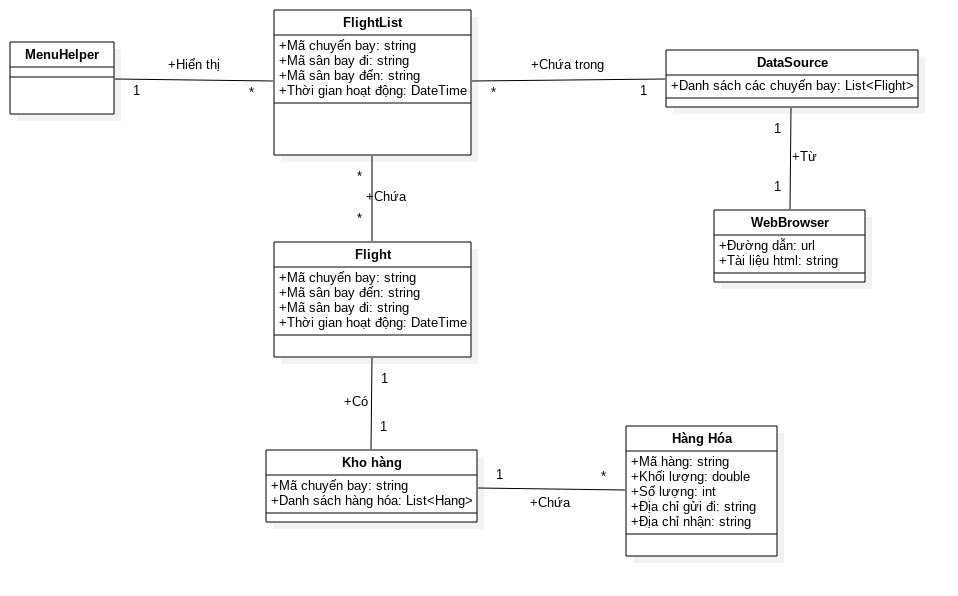 MenuHelper
+Hiển thị
1
*
FlightList
+Mã chuyến bay: string
+Mã sân bay đi: string
+Mã sân bay đến: string
+Thời gian hoạt động: DateTime
+Chứa trong
*
1
DataSource
+Danh sách các chuyến bay: List<Flight>
1
+Từ
1
WebBrowser
+Đường dẫn: url
+Tài liệu html: string
*
+Chứa
*
Flight
+Mã chuyến bay: string
+Mã sân bay đến: string
+Mã sân bay đi: string
+Thời gian hoạt động: DateTime
1
+Có
1
Kho hàng
+Mã chuyến bay: string
+Danh sách hàng hóa: List<Hang>
1
*
+Chứa
Hàng Hóa
+Mã hàng: string
+Khối lượng: double
+Số lượng: int
+Địa chỉ gửi đi: string
+Địa chỉ nhận: string